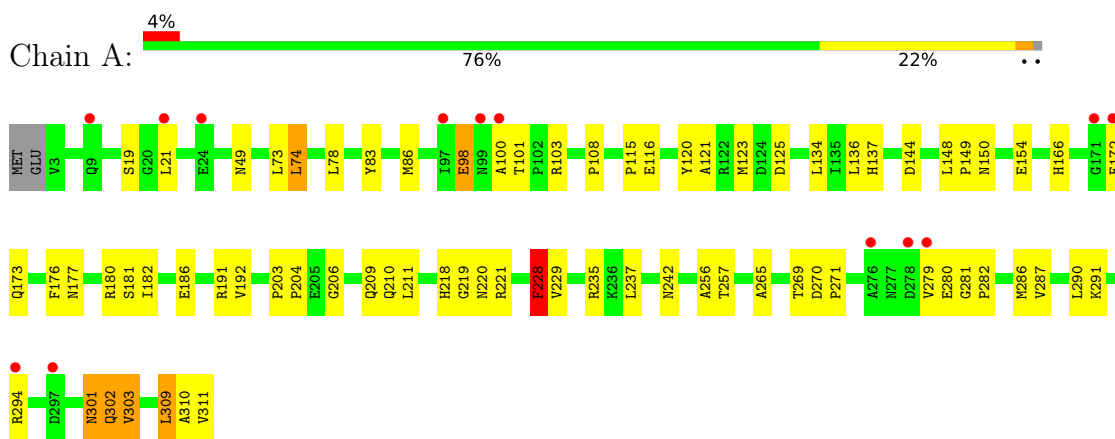 4%
Chain A:
76% 22% • •
MET GLU V3 Q9 S19 G20 L21 E24 N49 L73 L74 L78 Y83 M86 I97 E98 N99 A100 T101 P102 R103 P108 P115 E116 Y120 A121 R122 M123 D124 D125 L134 I135 L136 H137 D144 L148 P149 N150 E154 H166 G171
Q173 F176 N177 R180 S181 I182 E186 R191 V192 P203 P204 E205 G206 Q209 Q210 L211 H218 G219 N220 R221 F228 V229 R235 K236 L237 N242 A256 T257 A265 T269 D270 P271 A276 N277 D278 V279 E280 G281 P282 M286 V287 L290 K291
R294 D297 N301 Q302 V303 L309 A310 V311